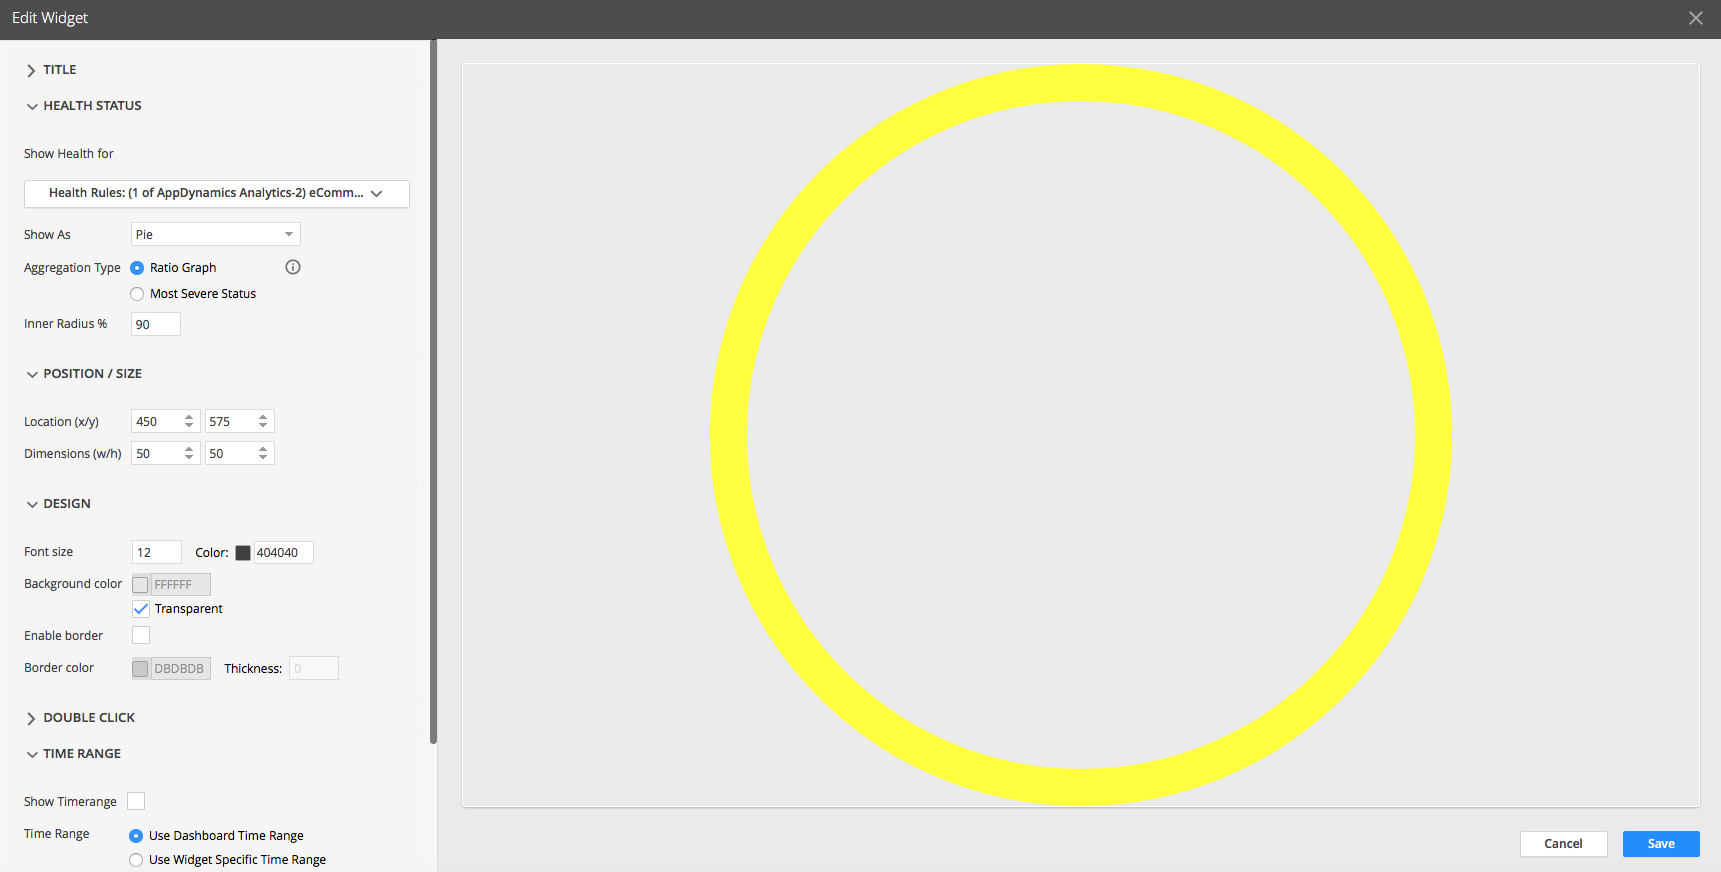 Edit Widget
TITLE
HEALTH STATUS
Show Health for
Health Rules: (1 of AppDynamics Analytics-2) eComm...
Show As Pie
Aggregation Type Ratio Graph
Most Severe Status
Inner Radius % 90
POSITION / SIZE
Location (x/y) 450 575
Dimensions (w/h) 50 50
DESIGN
Font size 12 Color: 404040
Background color FFFFFF
Transparent
Enable border
Border color DBDBDB Thickness: 0
DOUBLE CLICK
TIME RANGE
Show Timerange
Time Range Use Dashboard Time Range
Use Widget Specific Time Range
Cancel Save